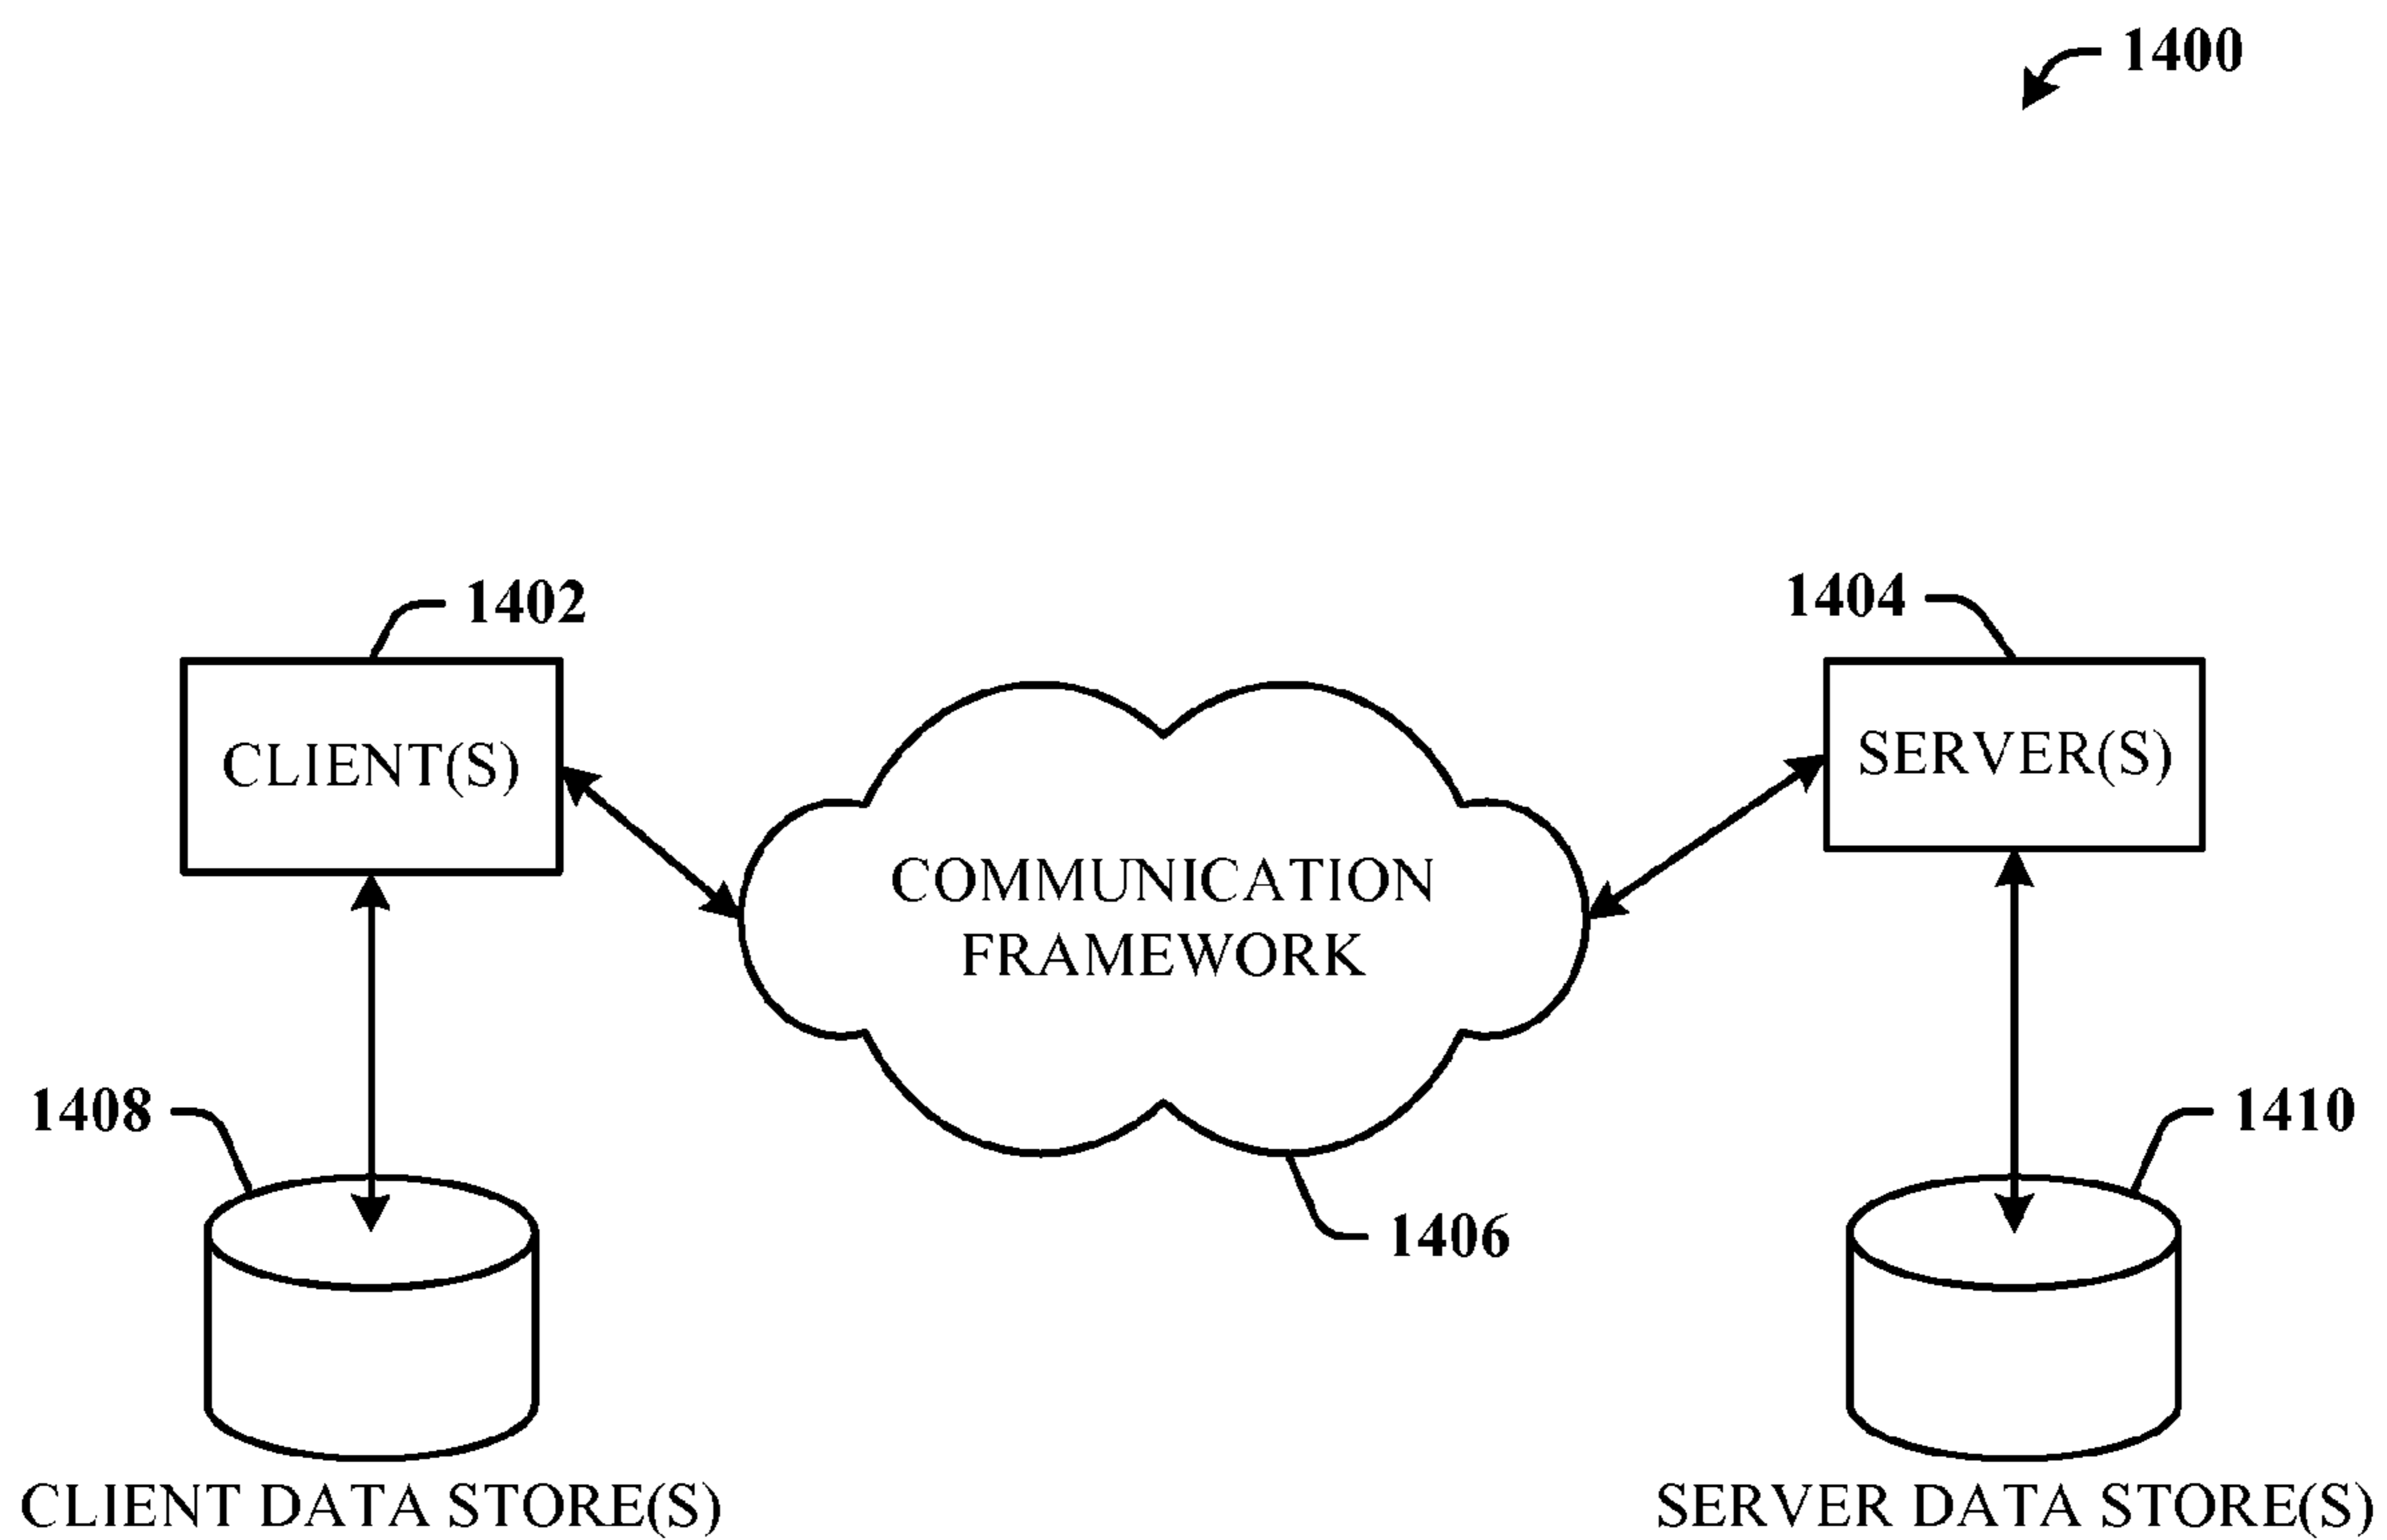 1400
1402
1404
CLIENT(S)
SERVER(S)
COMMUNICATION
FRAMEWORK
1408
1410
1406
CLIENT DATA STORE(S)
SERVER DATA STORE(S)